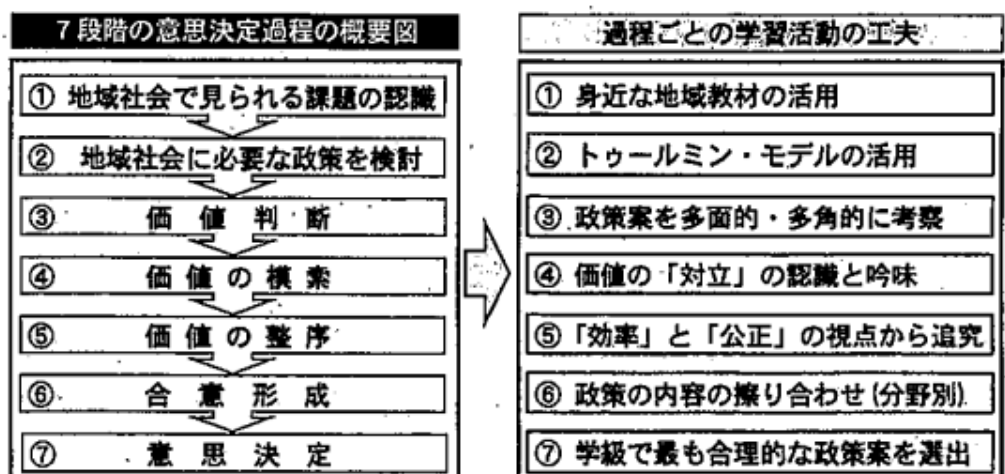 7段階の意思決定過程の概要図
① 地域社会で見られる課題の認識
② 地域社会に必要な政策を検討
③ 価値判断
④ 価値の模索
⑤ 価値の整序
⑥ 合意形成
⑦ 意思決定
過程ごとの学習活動の工夫
① 身近な地域教材の活用
② トゥールミン・モデルの活用
③ 政策案を多面的・多角的に考察
④ 価値の「対立」の認識と吟味
⑤「効率」と「公正」の視点から追究
⑥ 政策の内容の擦り合わせ(分野別)
⑦ 学級で最も合理的な政策案を選出